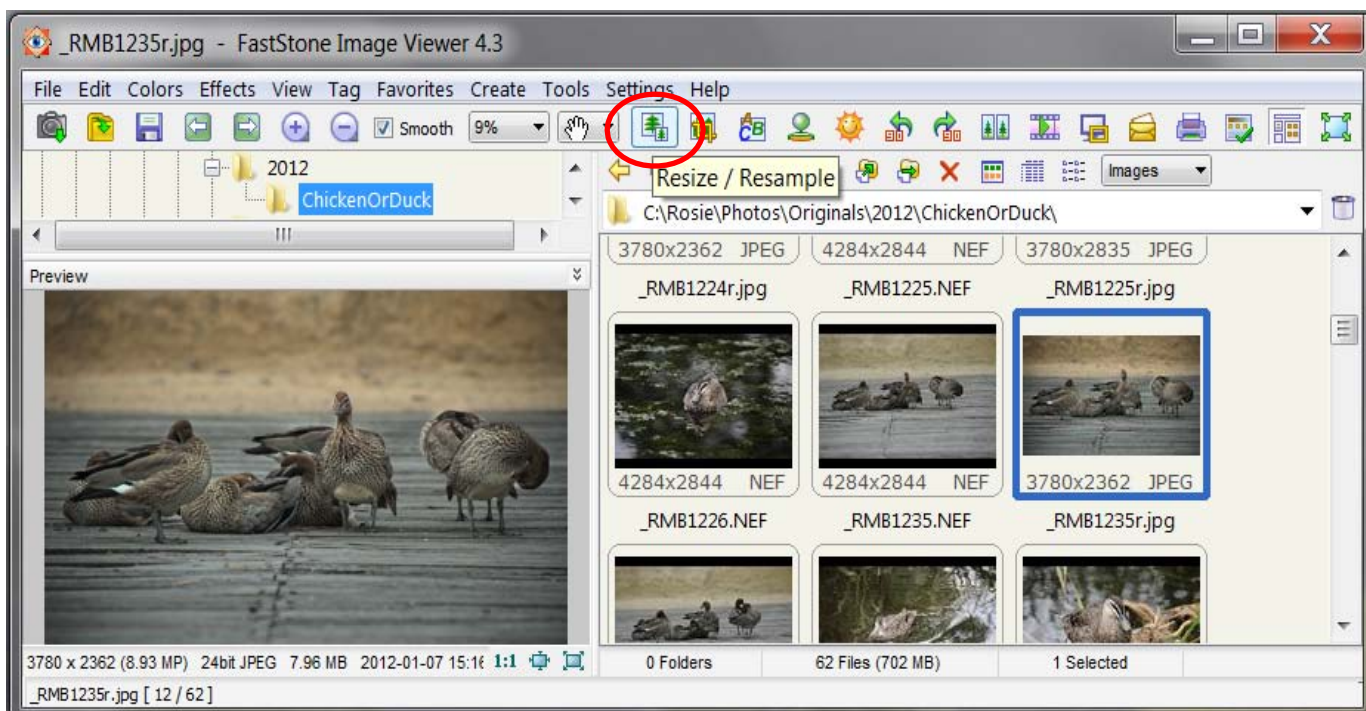 _RMB1235r.jpg - FastStone Image Viewer 4.3
File Edit Colors Effects View Tag Favorites Create Tools Settings Help
Smooth 9%
2012
ChickenOrDuck
Resize / Resample
Images
C:\Rosie\Photos\Originals\2012\ChickenOrDuck\
Preview
3780x2362 JPEG 4284x2844 NEF 3780x2835 JPEG
_RMB1224r.jpg _RMB1225.NEF _RMB1225r.jpg
4284x2844 NEF 4284x2844 NEF 3780x2362 JPEG
_RMB1226.NEF _RMB1235.NEF _RMB1235r.jpg
3780 x 2362 (8.93 MP) 24bit JPEG 7.96 MB 2012-01-07 15:16 1:1
0 Folders 62 Files (702 MB) 1 Selected
_RMB1235r.jpg [ 12 / 62 ]